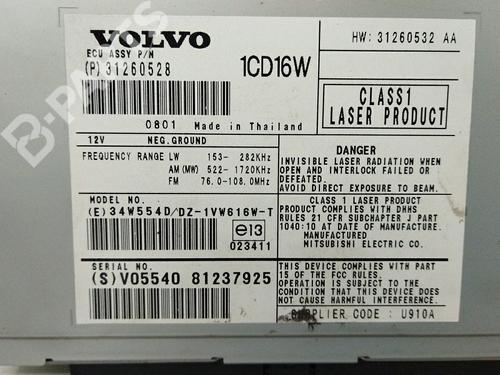 VOLVO
ECU ASSY P/N
(P) 31260528
1CD16W
HW: 31260532 AA
0801 Made in Thailand
CLASS1
LASER PRODUCT
12V NEG.GROUND
FREQUENCY RANGE LW 153- 282KHz
AM (MW) 522- 1720KHz
FM 76.0-108.0MHz
DANGER
INVISIBLE LASER RADIATION WHEN
OPEN AND INTERLOCK FAILED OR
DEFEATED.
AVOID DIRECT EXPOSURE TO BEAM.
MODEL NO.
(E)34W554D/DZ-1VW616W-T
e13
023411
CLASS 1 LASER PRODUCT
PRODUCT COMPLIES WITH DHHS
RULES 21 CFR SUBCHAPTER J PART
1040:10 AT DATE OF MANUFACTURE.
MANUFACTURED
MITSUBISHI ELECTRIC CO.
SERIAL NO.
(S)V05540 81237925
THIS DEVICE COMPLIES WITH PART
15 OF THE FCC RULES.
OPERATION IS SUBJECT TO THE
CONDITION THAT THIS DEVICE DOES
NOT CAUSE HARMFUL INTERFERENCE.
SUPPLIER CODE : U910A
B-PARTS